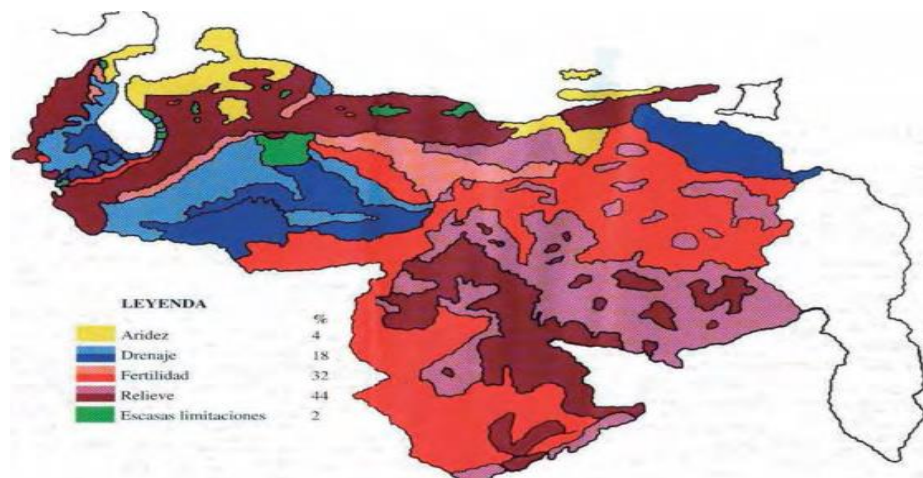 LEYENDA
%
Aridez 4
Drenaje 18
Fertilidad 32
Relieve 44
Escasas limitaciones 2